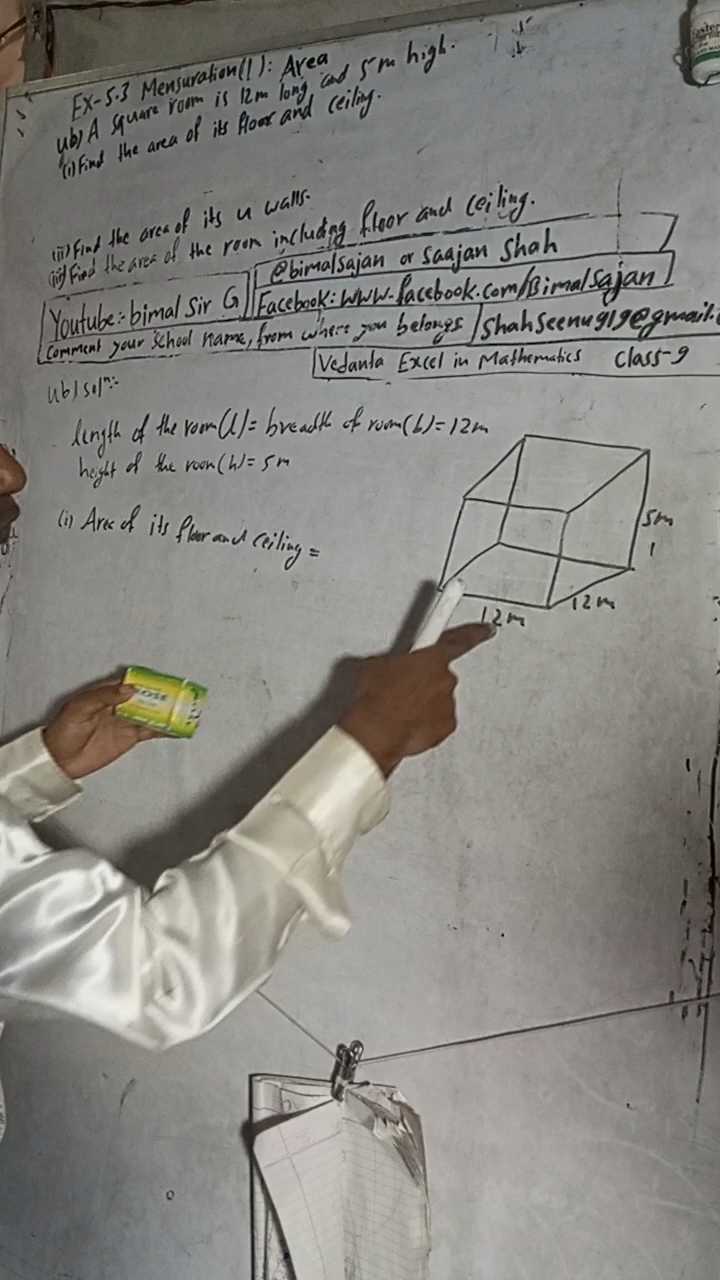 Ex-5.3 Mensuration(I): Area
4b) A square room is 12m long and 5m high.
(i) Find the area of its floor and ceiling.
(ii) Find the area of its 4 walls.
(iii) Find the area of the room including floor and ceiling.
@bimalsajan or saajan shah
Youtube:- bimal sir G
Facebook: www.facebook.com/Bimalsajan
Comment your school name, from where you belongs
shahseenu919@gmail.c
Vedanta Excel in Mathematics Class-9
4b) solⁿ:-
length of the room(l)= breadth of room(b)=12m
height of the room(h)= 5m
(i) Area of its floor and ceiling =
5m
12m
12m